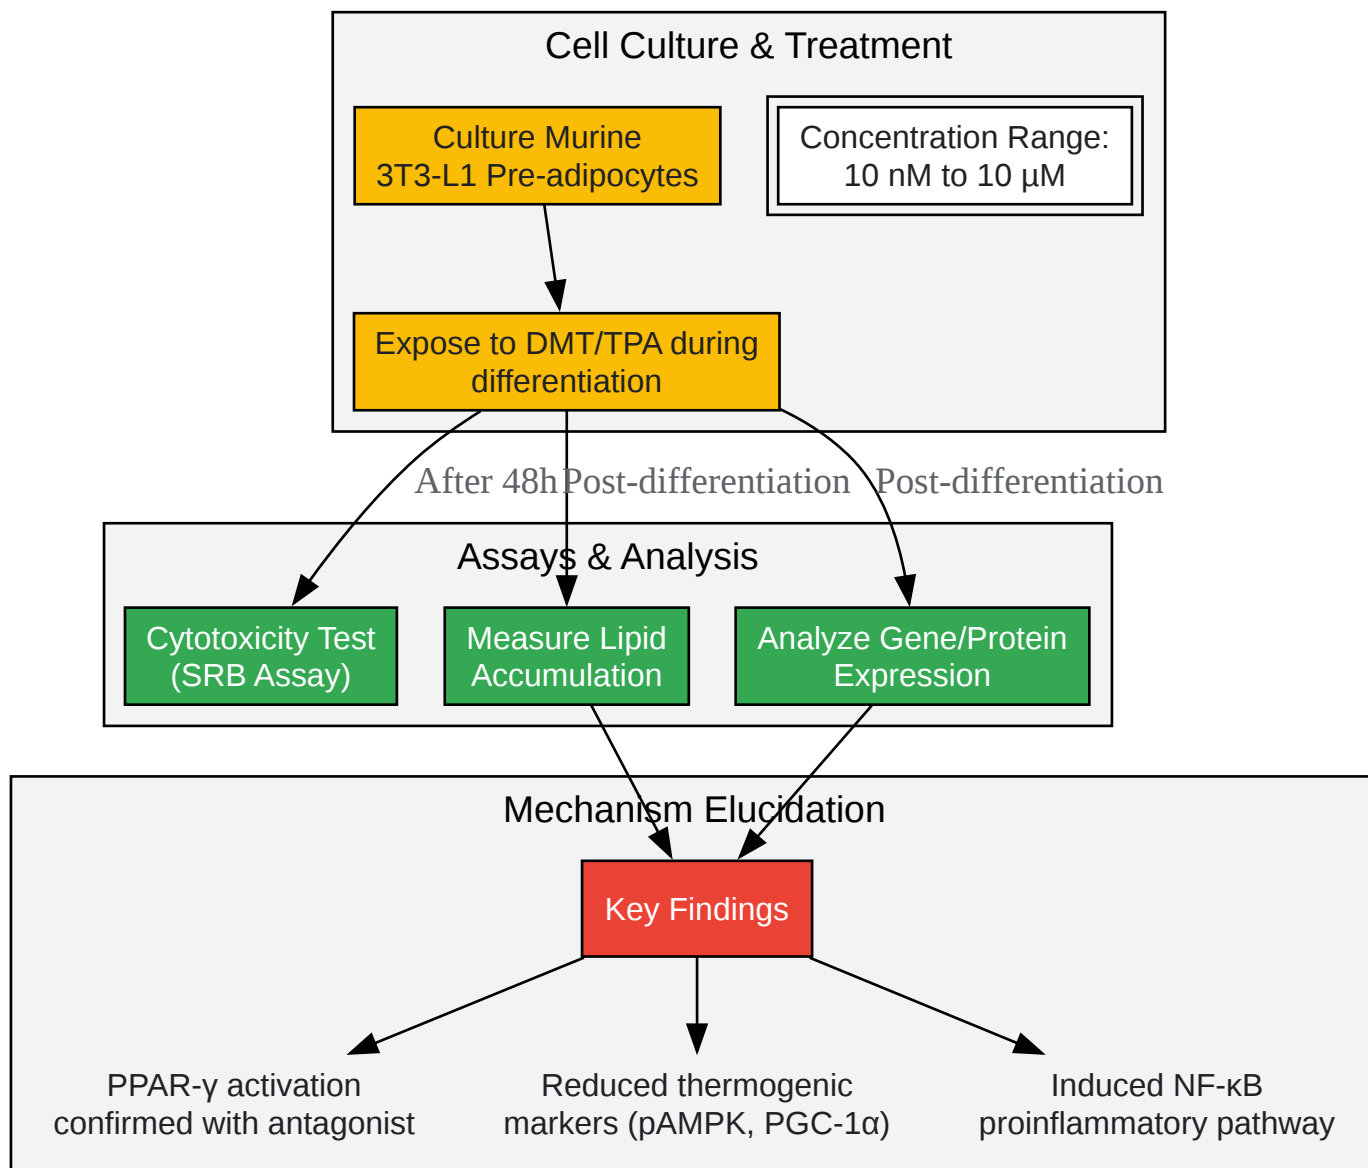 Cell Culture & Treatment
Culture Murine
3T3-L1 Pre-adipocytes
Concentration Range:
10 nM to 10 µM
Expose to DMT/TPA during
differentiation
After 48h
Post-differentiation
Post-differentiation
Assays & Analysis
Cytotoxicity Test
(SRB Assay)
Measure Lipid
Accumulation
Analyze Gene/Protein
Expression
Mechanism Elucidation
Key Findings
PPAR-γ activation
confirmed with antagonist
Reduced thermogenic
markers (pAMPK, PGC-1α)
Induced NF-κB
proinflammatory pathway